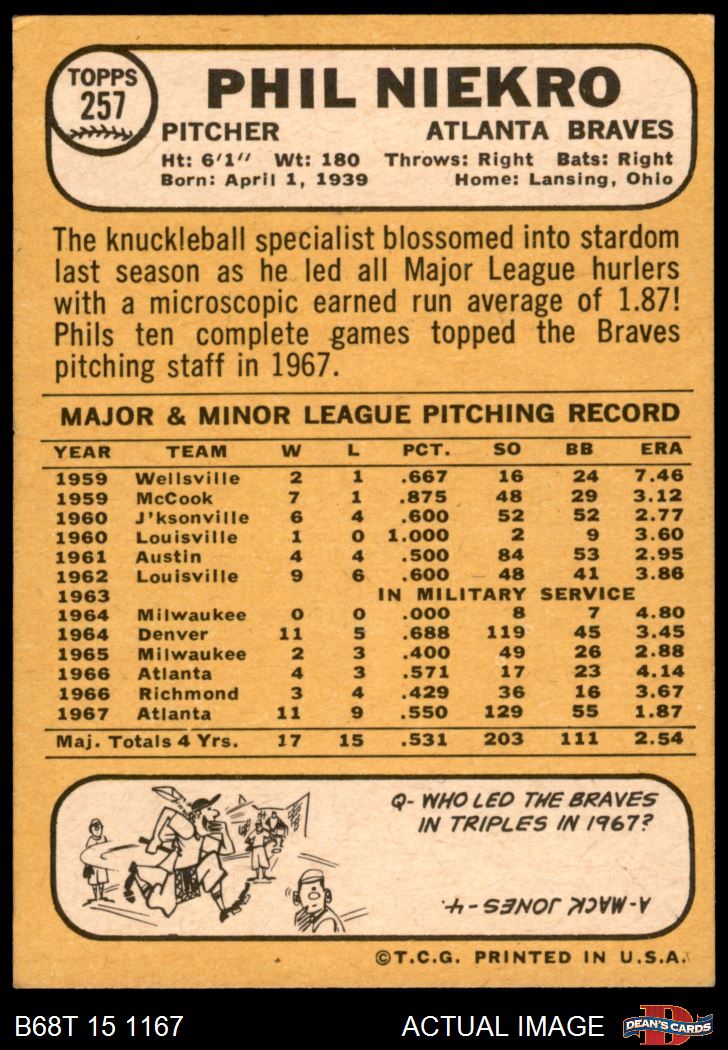 TOPPS
257
PHIL NIEKRO
PITCHER ATLANTA BRAVES
Ht: 6'1" Wt: 180 Throws: Right Bats: Right
Born: April 1, 1939 Home: Lansing, Ohio
The knuckleball specialist blossomed into stardom
last season as he led all Major League hurlers
with a microscopic earned run average of 1.87!
Phils ten complete games topped the Braves
pitching staff in 1967.
MAJOR & MINOR LEAGUE PITCHING RECORD
YEAR TEAM W L PCT. SO BB ERA
1959 Wellsville 2 1 .667 16 24 7.46
1959 McCook 7 1 .875 48 29 3.12
1960 J'ksonville 6 4 .600 52 52 2.77
1960 Louisville 1 0 1.000 2 9 3.60
1961 Austin 4 4 .500 84 53 2.95
1962 Louisville 9 6 .600 48 41 3.86
1963 IN MILITARY SERVICE
1964 Milwaukee 0 0 .000 8 7 4.80
1964 Denver 11 5 .688 119 45 3.45
1965 Milwaukee 2 3 .400 49 26 2.88
1966 Atlanta 4 3 .571 17 23 4.14
1966 Richmond 3 4 .429 36 16 3.67
1967 Atlanta 11 9 .550 129 55 1.87
Maj. Totals 4 Yrs. 17 15 .531 203 111 2.54
Q- WHO LED THE BRAVES
IN TRIPLES IN 1967?
A- MACK JONES - 4.
©T.C.G. PRINTED IN U.S.A.
B68T 15 1167 ACTUAL IMAGE
D
DEAN'S CARDS